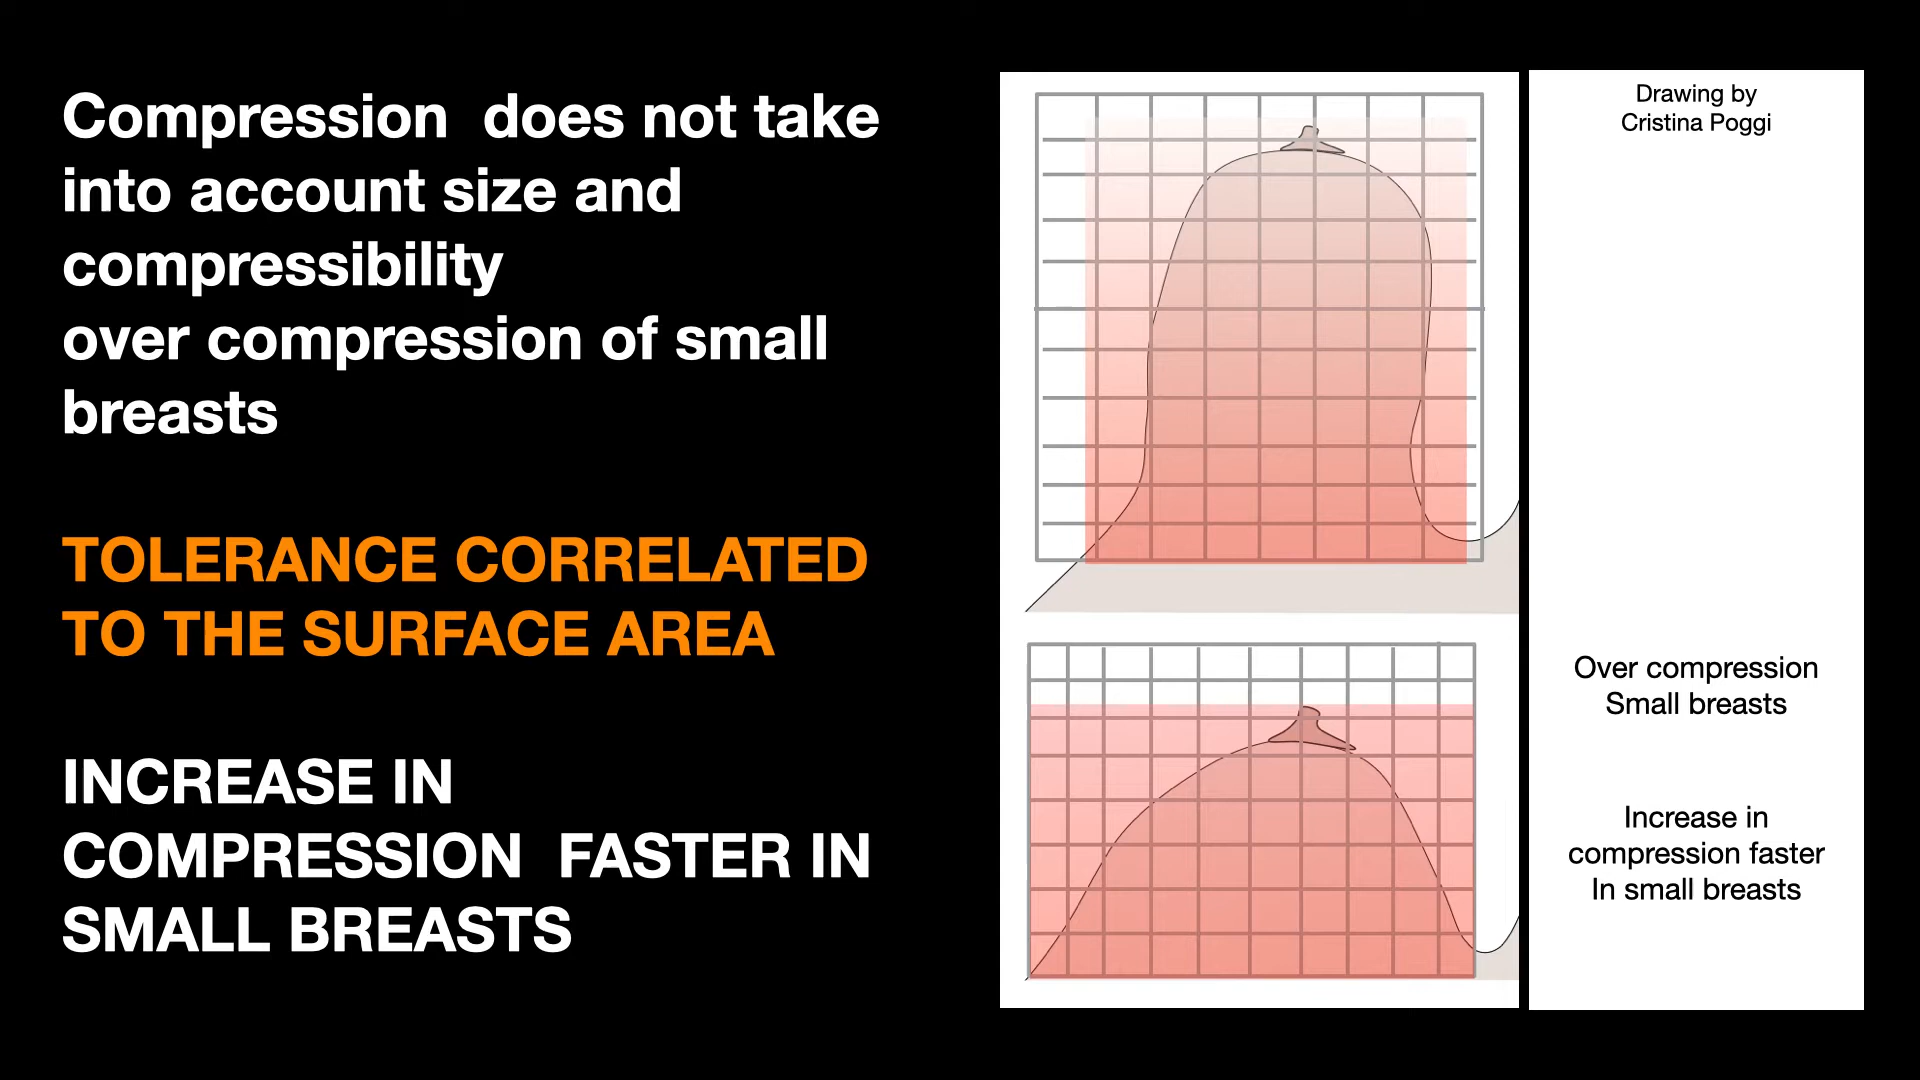 Compression does not take
into account size and
compressibility
over compression of small
breasts
TOLERANCE CORRELATED
TO THE SURFACE AREA
INCREASE IN
COMPRESSION FASTER IN
SMALL BREASTS
Drawing by
Cristina Poggi
Over compression
Small breasts
Increase in
compression faster
In small breasts